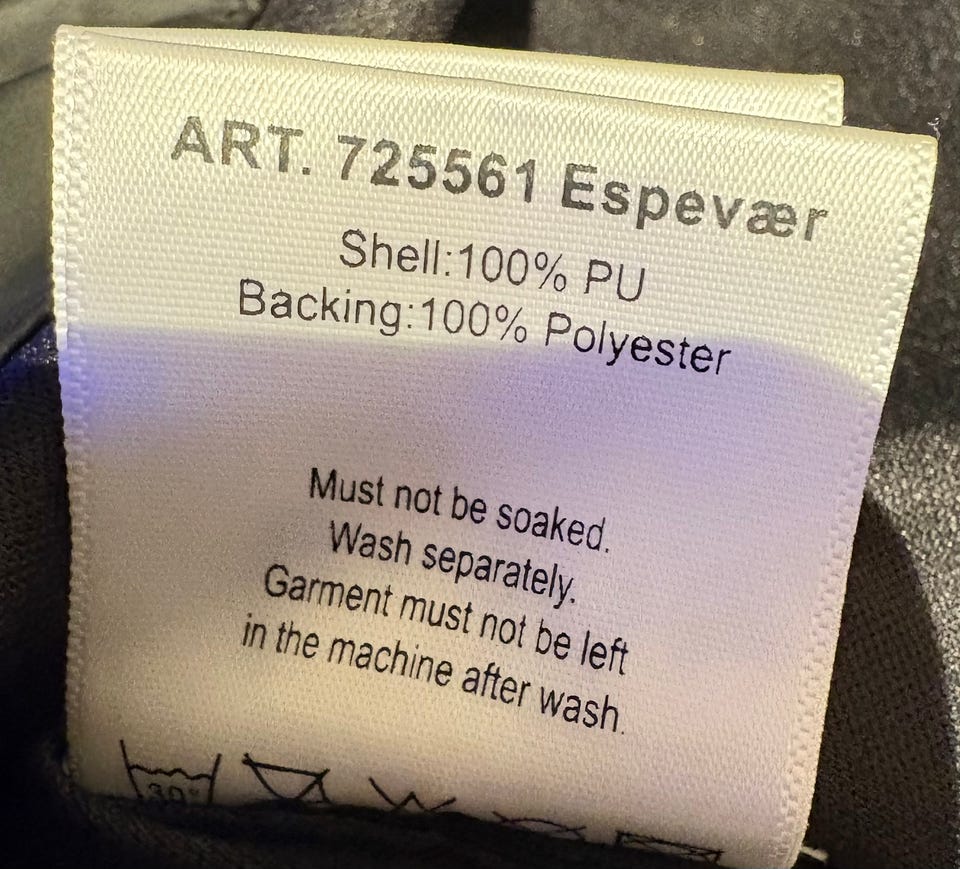 ART. 725561 Espevær
Shell:100% PU
Backing:100% Polyester
Must not be soaked.
Wash separately.
Garment must not be left
in the machine after wash.
30°